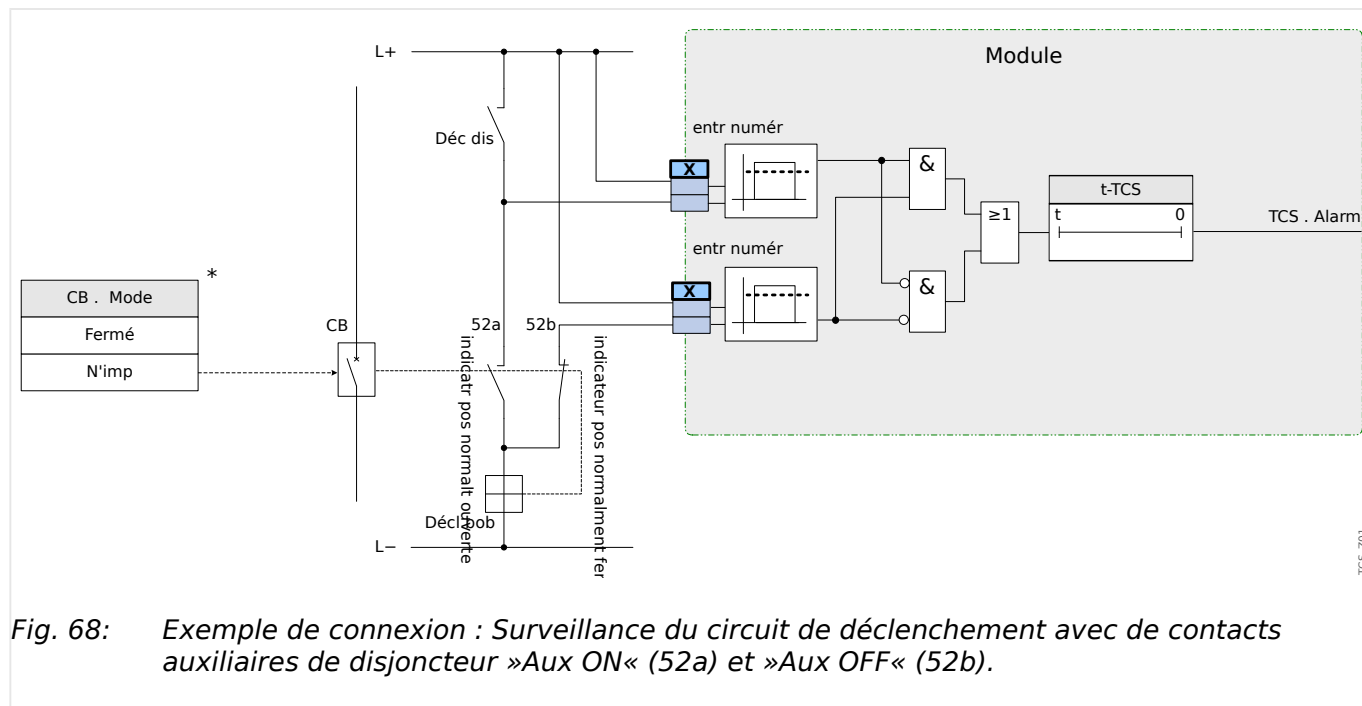 L+
Module
entr numér
Déc dis
X
&
t-TCS
t 0
≥1
TCS . Alarm
entr numér
*
X
&
CB . Mode
Fermé
N'imp
CB
52a
52b
indicatr pos normalt ouverte
indicateur pos normalment fer
Décl bob
L−
Fig. 68: Exemple de connexion : Surveillance du circuit de déclenchement avec de contacts
auxiliaires de disjoncteur »Aux ON« (52a) et »Aux OFF« (52b).